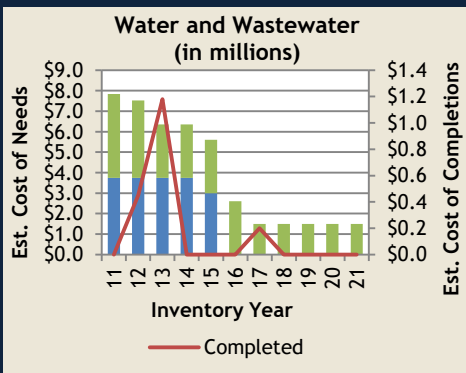 Water and Wastewater
(in millions)
Est. Cost of Needs
$9.0
$8.0
$7.0
$6.0
$5.0
$4.0
$3.0
$2.0
$1.0
$0.0
$1.4
$1.2
$1.0
$0.8
$0.6
$0.4
$0.2
$0.0
Est. Cost of Completions
11 12 13 14 15 16 17 18 19 20 21
Inventory Year
Completed